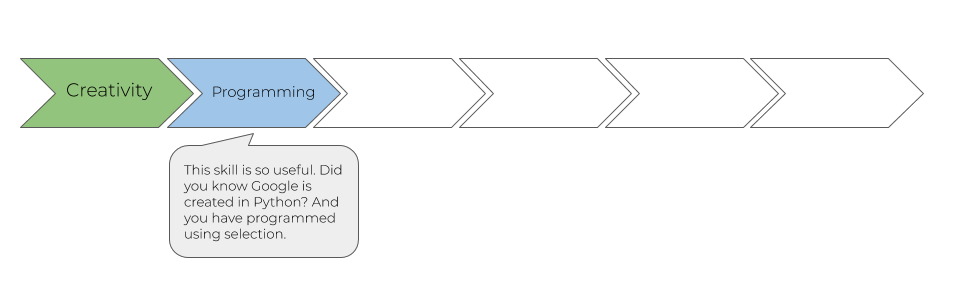 Creativity
Programming
This skill is so useful. Did
you know Google is
created in Python? And
you have programmed
using selection.